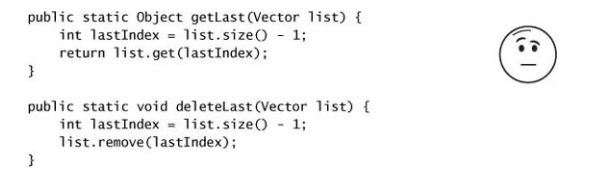 public static Object getLast(Vector list) {
    int lastIndex = list.size() - 1;
    return list.get(lastIndex);
}
public static void deleteLast(Vector list) {
    int lastIndex = list.size() - 1;
    list.remove(lastIndex);
}